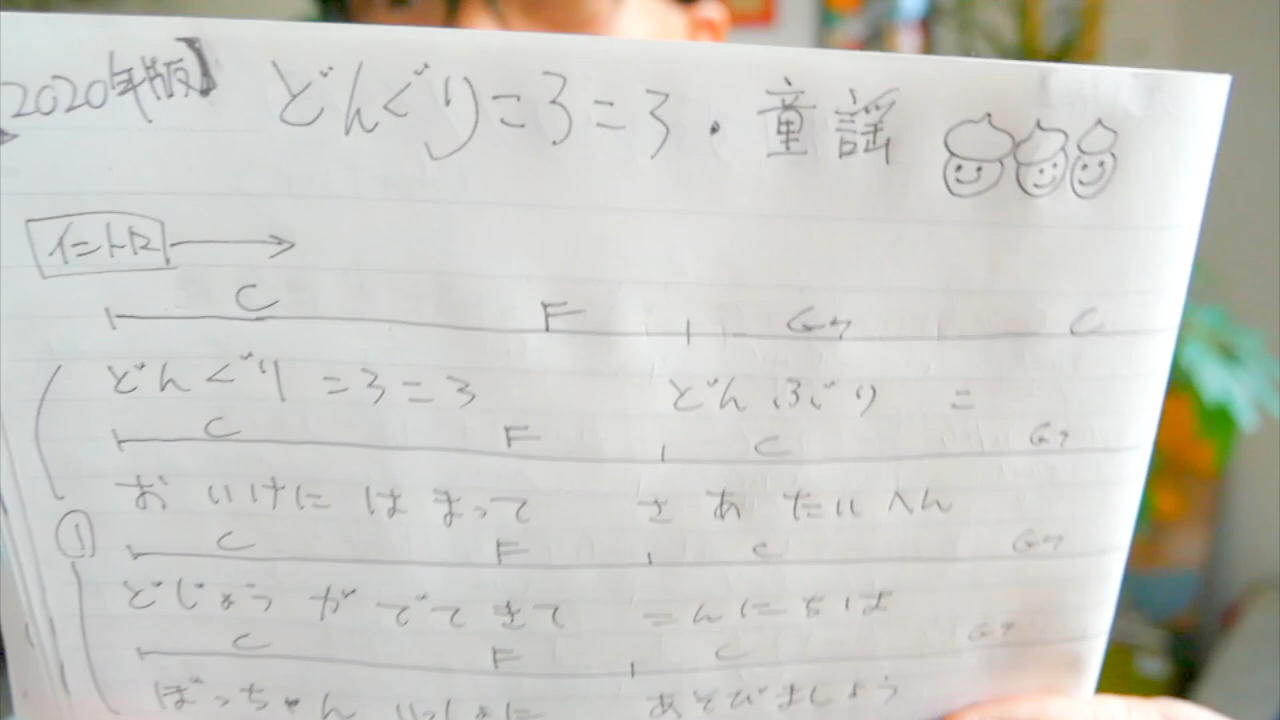 2020年版】 どんぐりころころ・童謡
イントロ
C F G7 C
どんぐりころころ どんぶりこ
C F C G7
おいけにはまって さあたいへん
①
C F C G7
どじょうがでてきて こんにちは
C F C G7
ぼっちゃんいっしょに あそびましょう